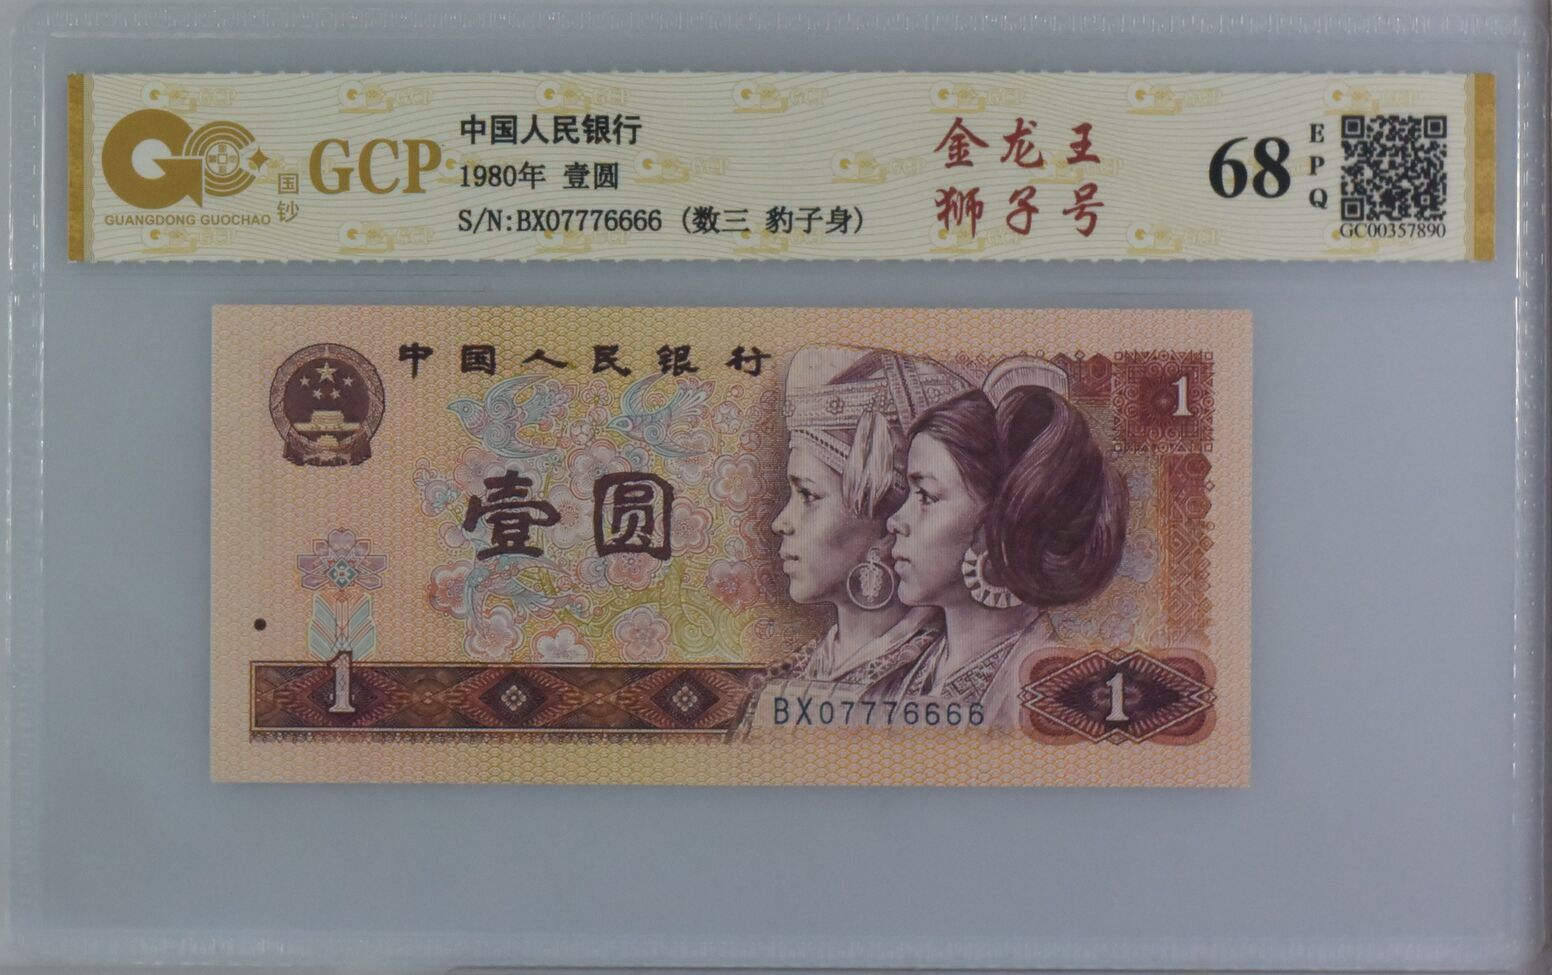 GCP
国钞
GUANGDONG GUOCHAO
中国人民银行
1980年 壹圆
S/N:BX07776666 (数三 豹子身)
金龙王
狮子号
68
EPQ
GC00357890
中国人民银行
1
壹圆
1
BX07776666
1